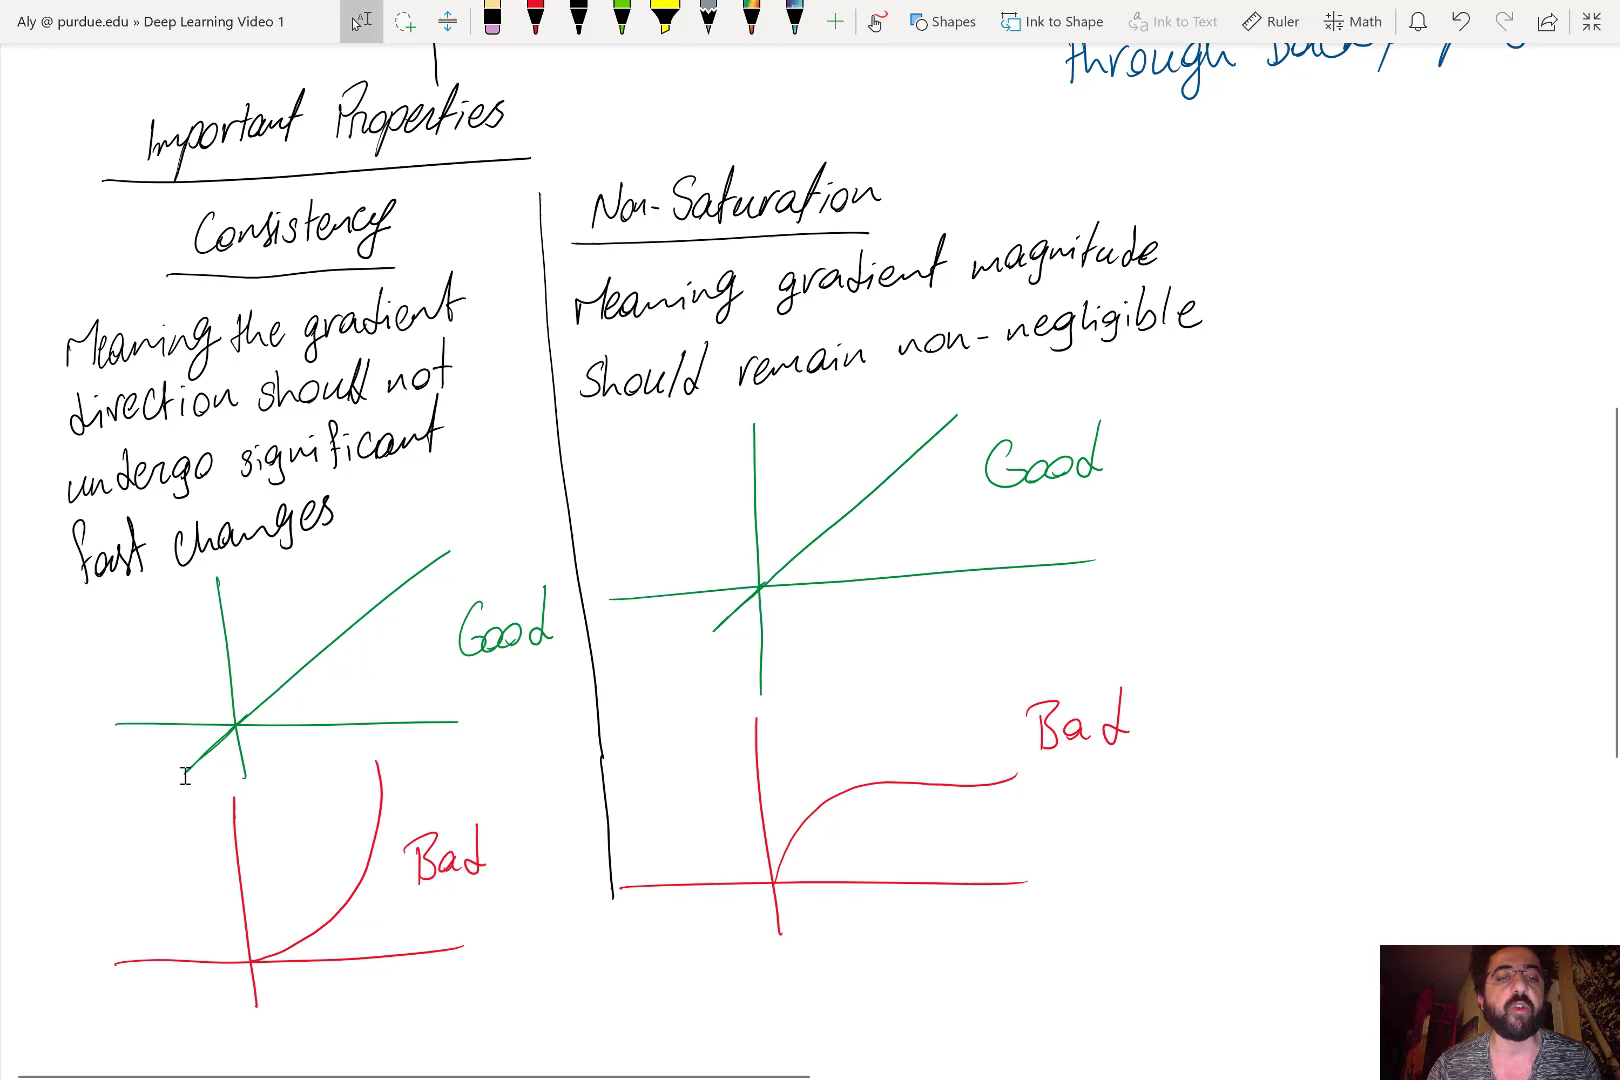 Aly @ purdue.edu » Deep Learning Video 1
Shapes
Ink to Shape
Ink to Text
Ruler
Math
through
Important Properties
Consistency
Meaning the gradient
direction should not
undergo significant
fast changes
Good
Bad
Non-Saturation
Meaning gradient magnitude
should remain non-negligible
Good
Bad